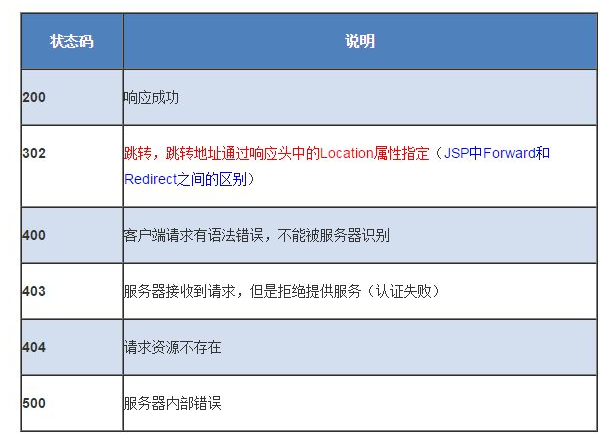 状态码 说明
200 响应成功
302 跳转，跳转地址通过响应头中的Location属性指定（JSP中Forward和
Redirect之间的区别）
400 客户端请求有语法错误，不能被服务器识别
403 服务器接收到请求，但是拒绝提供服务（认证失败）
404 请求资源不存在
500 服务器内部错误